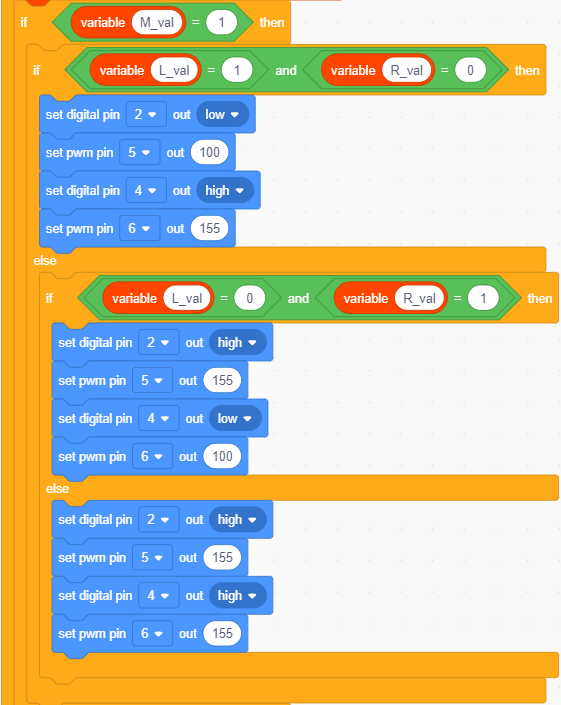 if variable M_val = 1 then
if variable L_val = 1 and variable R_val = 0 then
set digital pin 2 out low
set pwm pin 5 out 100
set digital pin 4 out high
set pwm pin 6 out 155
else
if variable L_val = 0 and variable R_val = 1 then
set digital pin 2 out high
set pwm pin 5 out 155
set digital pin 4 out low
set pwm pin 6 out 100
else
set digital pin 2 out high
set pwm pin 5 out 155
set digital pin 4 out high
set pwm pin 6 out 155